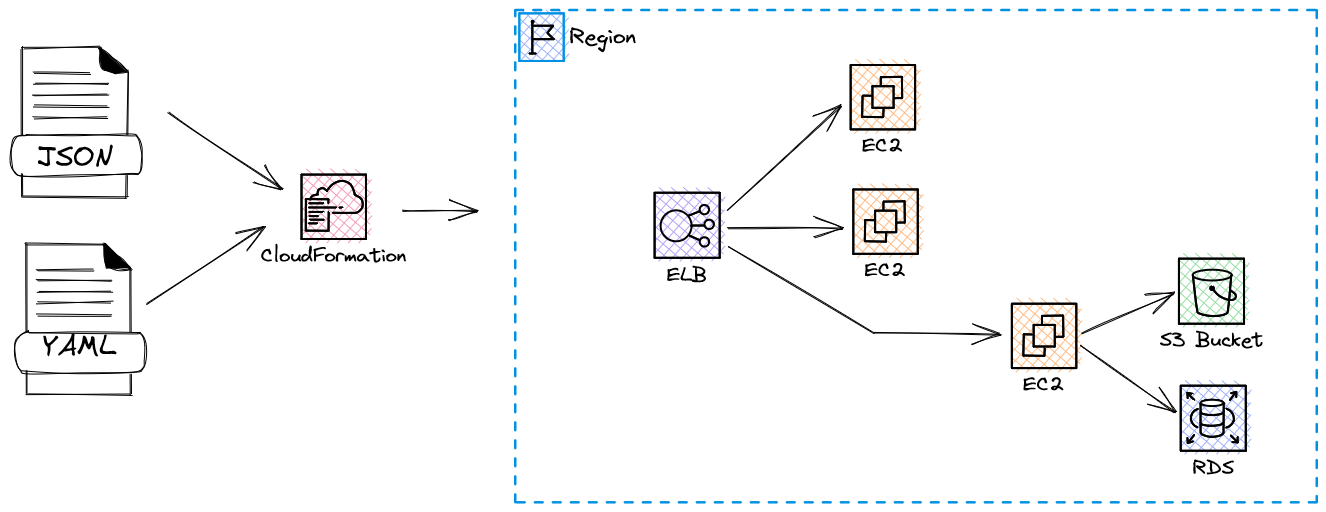 JSON
YAML
CloudFormation
Region
EC2
EC2
ELB
EC2
S3 Bucket
RDS